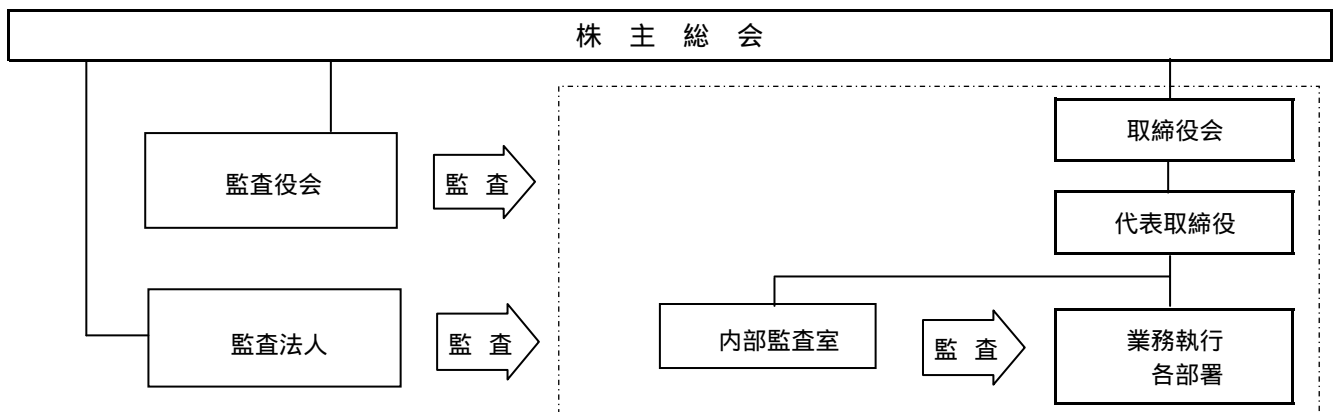 株 主 総 会
取締役会
監査役会
監 査
代表取締役
監査法人
監 査
内部監査室
監 査
業務執行
各部署